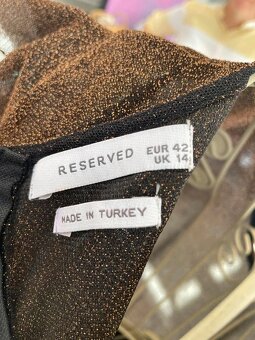 RESERVED
EUR 42
UK 14
MADE IN TURKEY